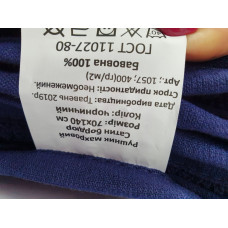 Рушник махровий
Сатин бордюр
Розмір: 70х140 см
Колір: чорничний
Дата виробництва: Травень 2019р.
Строк придатності: Необмежений.
Арт.: 1057; 400(гр/м2)
Бавовна 100%
ГОСТ 11027-80